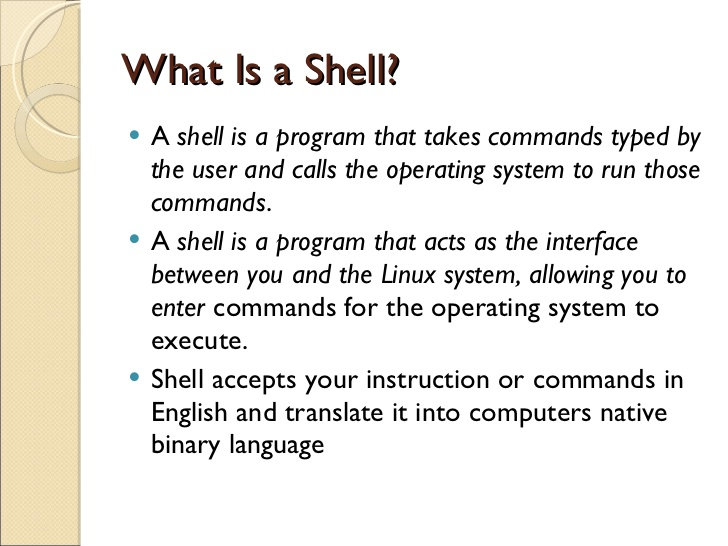 What Is a Shell?
• A shell is a program that takes commands typed by
the user and calls the operating system to run those
commands.
• A shell is a program that acts as the interface
between you and the Linux system, allowing you to
enter commands for the operating system to
execute.
• Shell accepts your instruction or commands in
English and translate it into computers native
binary language